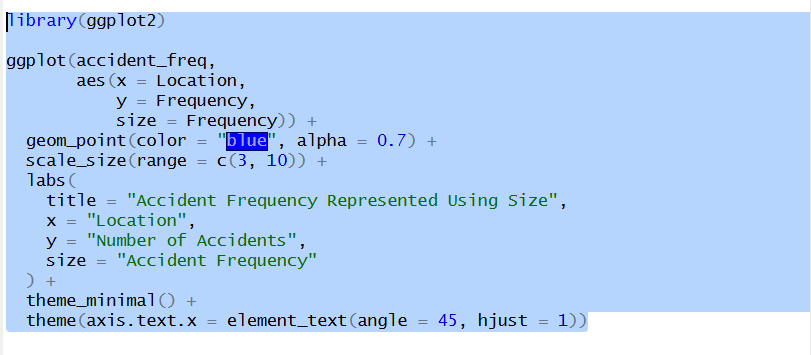 library(ggplot2)
ggplot(accident_freq,
       aes(x = Location,
           y = Frequency,
           size = Frequency)) +
  geom_point(color = "blue", alpha = 0.7) +
  scale_size(range = c(3, 10)) +
  labs(
    title = "Accident Frequency Represented Using Size",
    x = "Location",
    y = "Number of Accidents",
    size = "Accident Frequency"
  ) +
  theme_minimal() +
  theme(axis.text.x = element_text(angle = 45, hjust = 1))